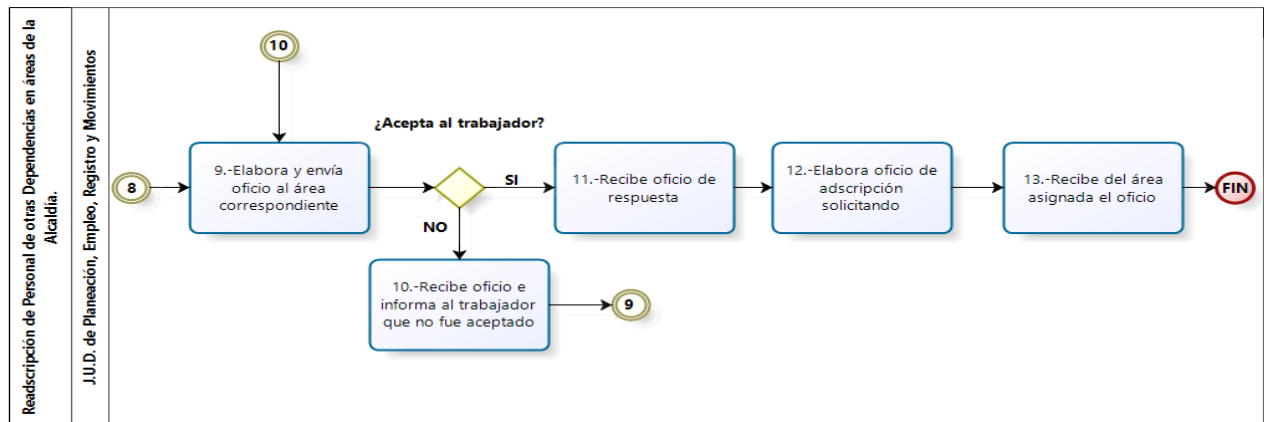 Readscripción de Personal de otras Dependencias en áreas de la
Alcaldía.
J.U.D. de Planeación, Empleo, Registro y Movimientos
10
8
9.-Elabora y envía
oficio al área
correspondiente
¿Acepta al trabajador?
SI
NO
10.-Recibe oficio e
informa al trabajador
que no fue aceptado
9
11.-Recibe oficio de
respuesta
12.-Elabora oficio de
adscripción
solicitando
13.-Recibe del área
asignada el oficio
FIN